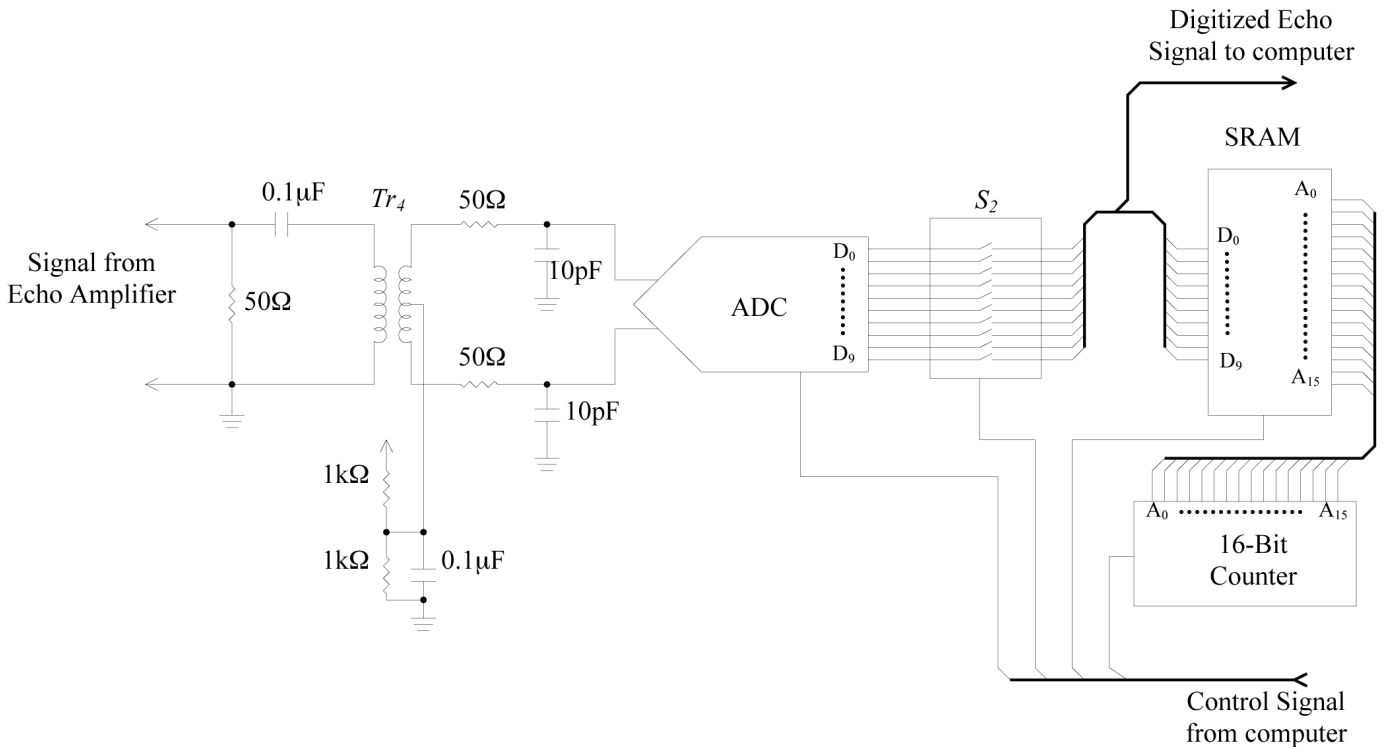 Digitized Echo
Signal to computer
SRAM
0.1μF
Tr4
50Ω
S2
A0
Signal from
Echo Amplifier
50Ω
10pF
ADC
D0
D0
50Ω
D9
D9
A15
10pF
1kΩ
1kΩ
0.1μF
A0
A15
16-Bit
Counter
Control Signal
from computer